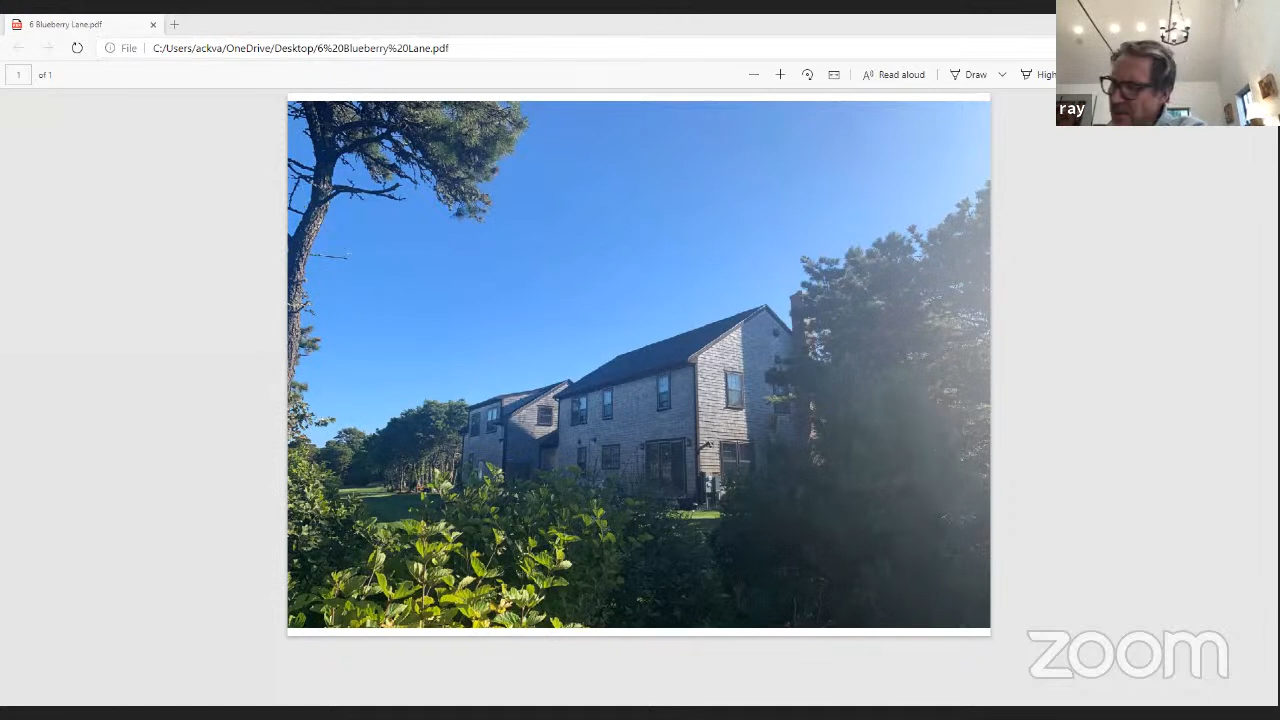 6 Blueberry Lane.pdf
File C:/Users/ackva/OneDrive/Desktop/6%20Blueberry%20Lane.pdf
1 of 1 Read aloud Draw High
ray
zoom